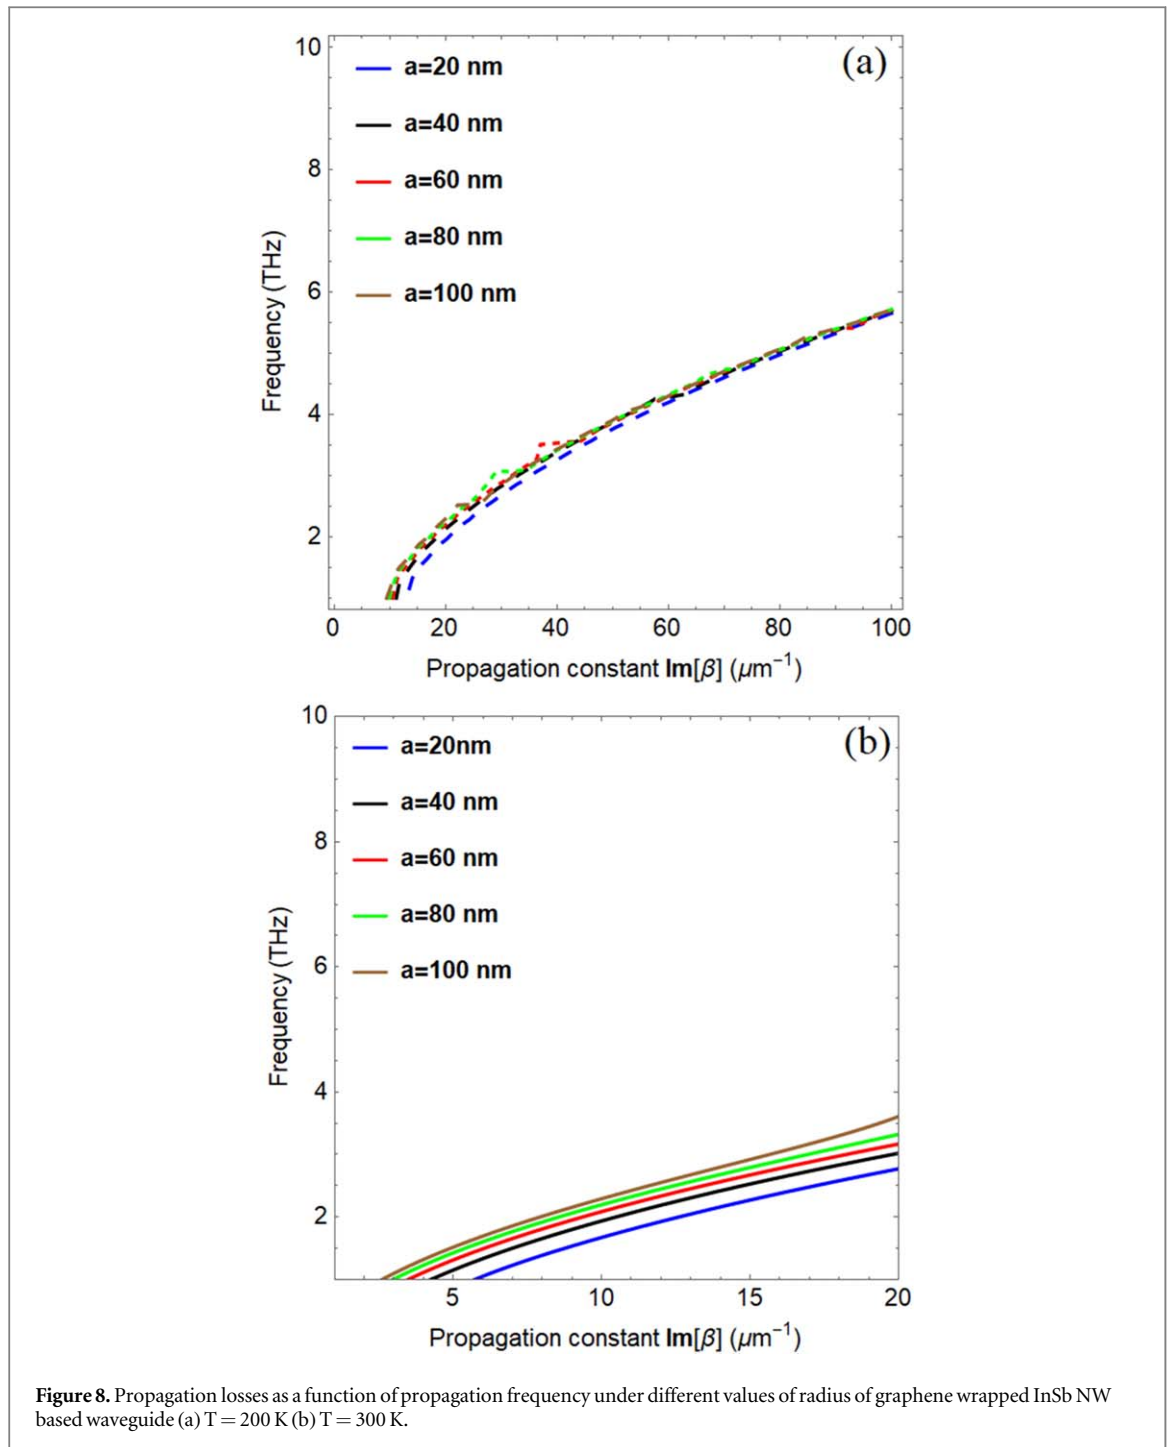 (a)
a=20 nm
a=40 nm
a=60 nm
a=80 nm
a=100 nm
10
8
6
4
2
Frequency (THz)
0 20 40 60 80 100
Propagation constant Im[β] (μm⁻¹)
(b)
a=20nm
a=40 nm
a=60 nm
a=80 nm
a=100 nm
10
8
6
4
2
Frequency (THz)
5 10 15 20
Propagation constant Im[β] (μm⁻¹)
Figure 8. Propagation losses as a function of propagation frequency under different values of radius of graphene wrapped InSb NW
based waveguide (a) T = 200 K (b) T = 300 K.